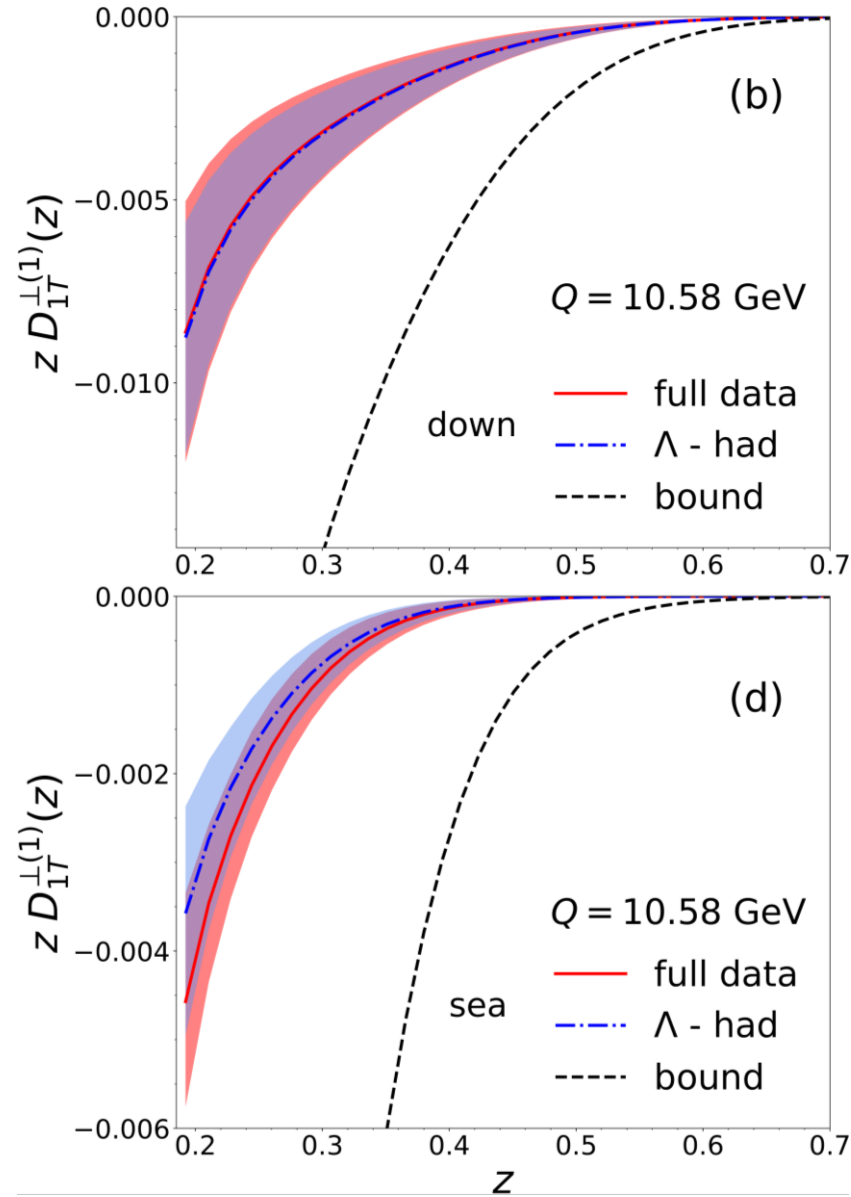 0.000
(b)
−0.005
z D_{1T}^{⊥(1)}(z)
Q = 10.58 GeV
−0.010
full data
down
Λ - had
bound
0.2 0.3 0.4 0.5 0.6 0.7
0.000
(d)
−0.002
z D_{1T}^{⊥(1)}(z)
−0.004
Q = 10.58 GeV
full data
sea
Λ - had
bound
−0.006
0.2 0.3 0.4 0.5 0.6 0.7
z